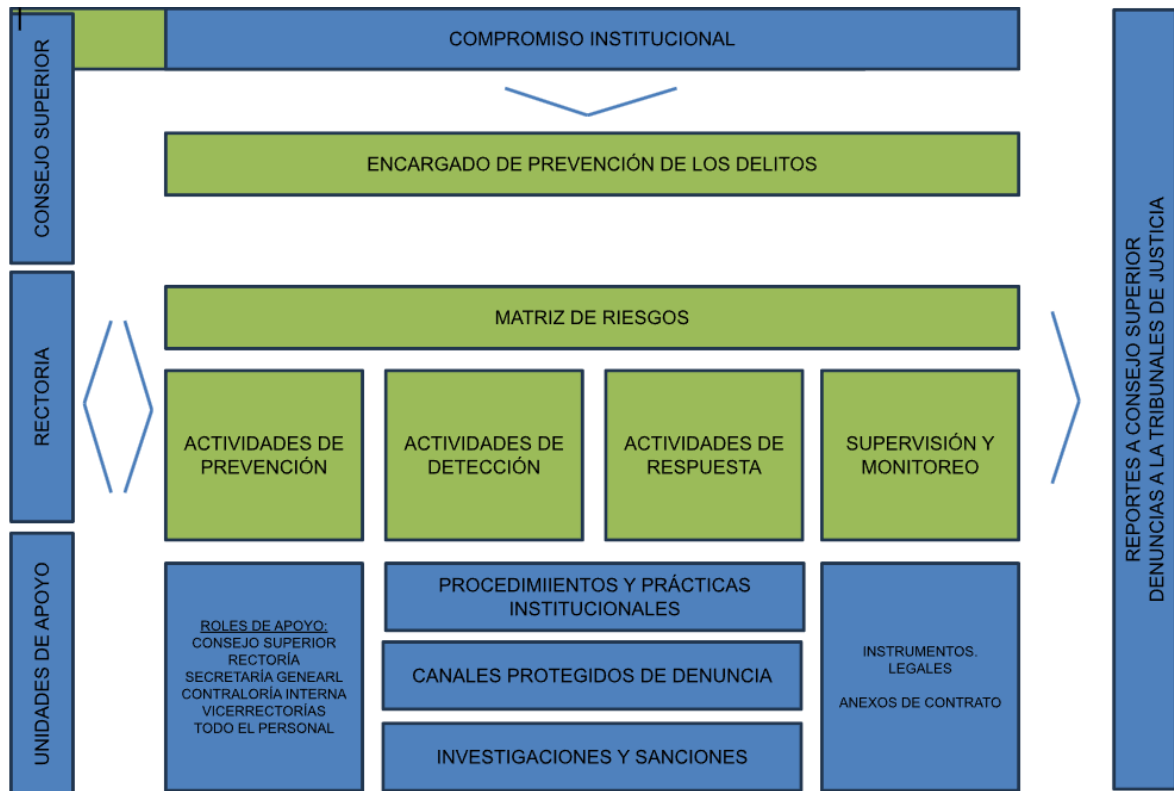 CONSEJO SUPERIOR
COMPROMISO INSTITUCIONAL
ENCARGADO DE PREVENCIÓN DE LOS DELITOS
RECTORIA
MATRIZ DE RIESGOS
ACTIVIDADES DE
PREVENCIÓN
ACTIVIDADES DE
DETECCIÓN
ACTIVIDADES DE
RESPUESTA
SUPERVISIÓN Y
MONITOREO
UNIDADES DE APOYO
ROLES DE APOYO:
CONSEJO SUPERIOR
RECTORÍA
SECRETARÍA GENEARL
CONTRALORÍA INTERNA
VICERRECTORÍAS
TODO EL PERSONAL
PROCEDIMIIENTOS Y PRÁCTICAS
INSTITUCIONALES
CANALES PROTEGIDOS DE DENUNCIA
INVESTIGACIONES Y SANCIONES
INSTRUMENTOS.
LEGALES
ANEXOS DE CONTRATO
REPORTES A CONSEJO SUPERIOR
DENUNCIAS A LA TRIBUNALES DE JUSTICIA